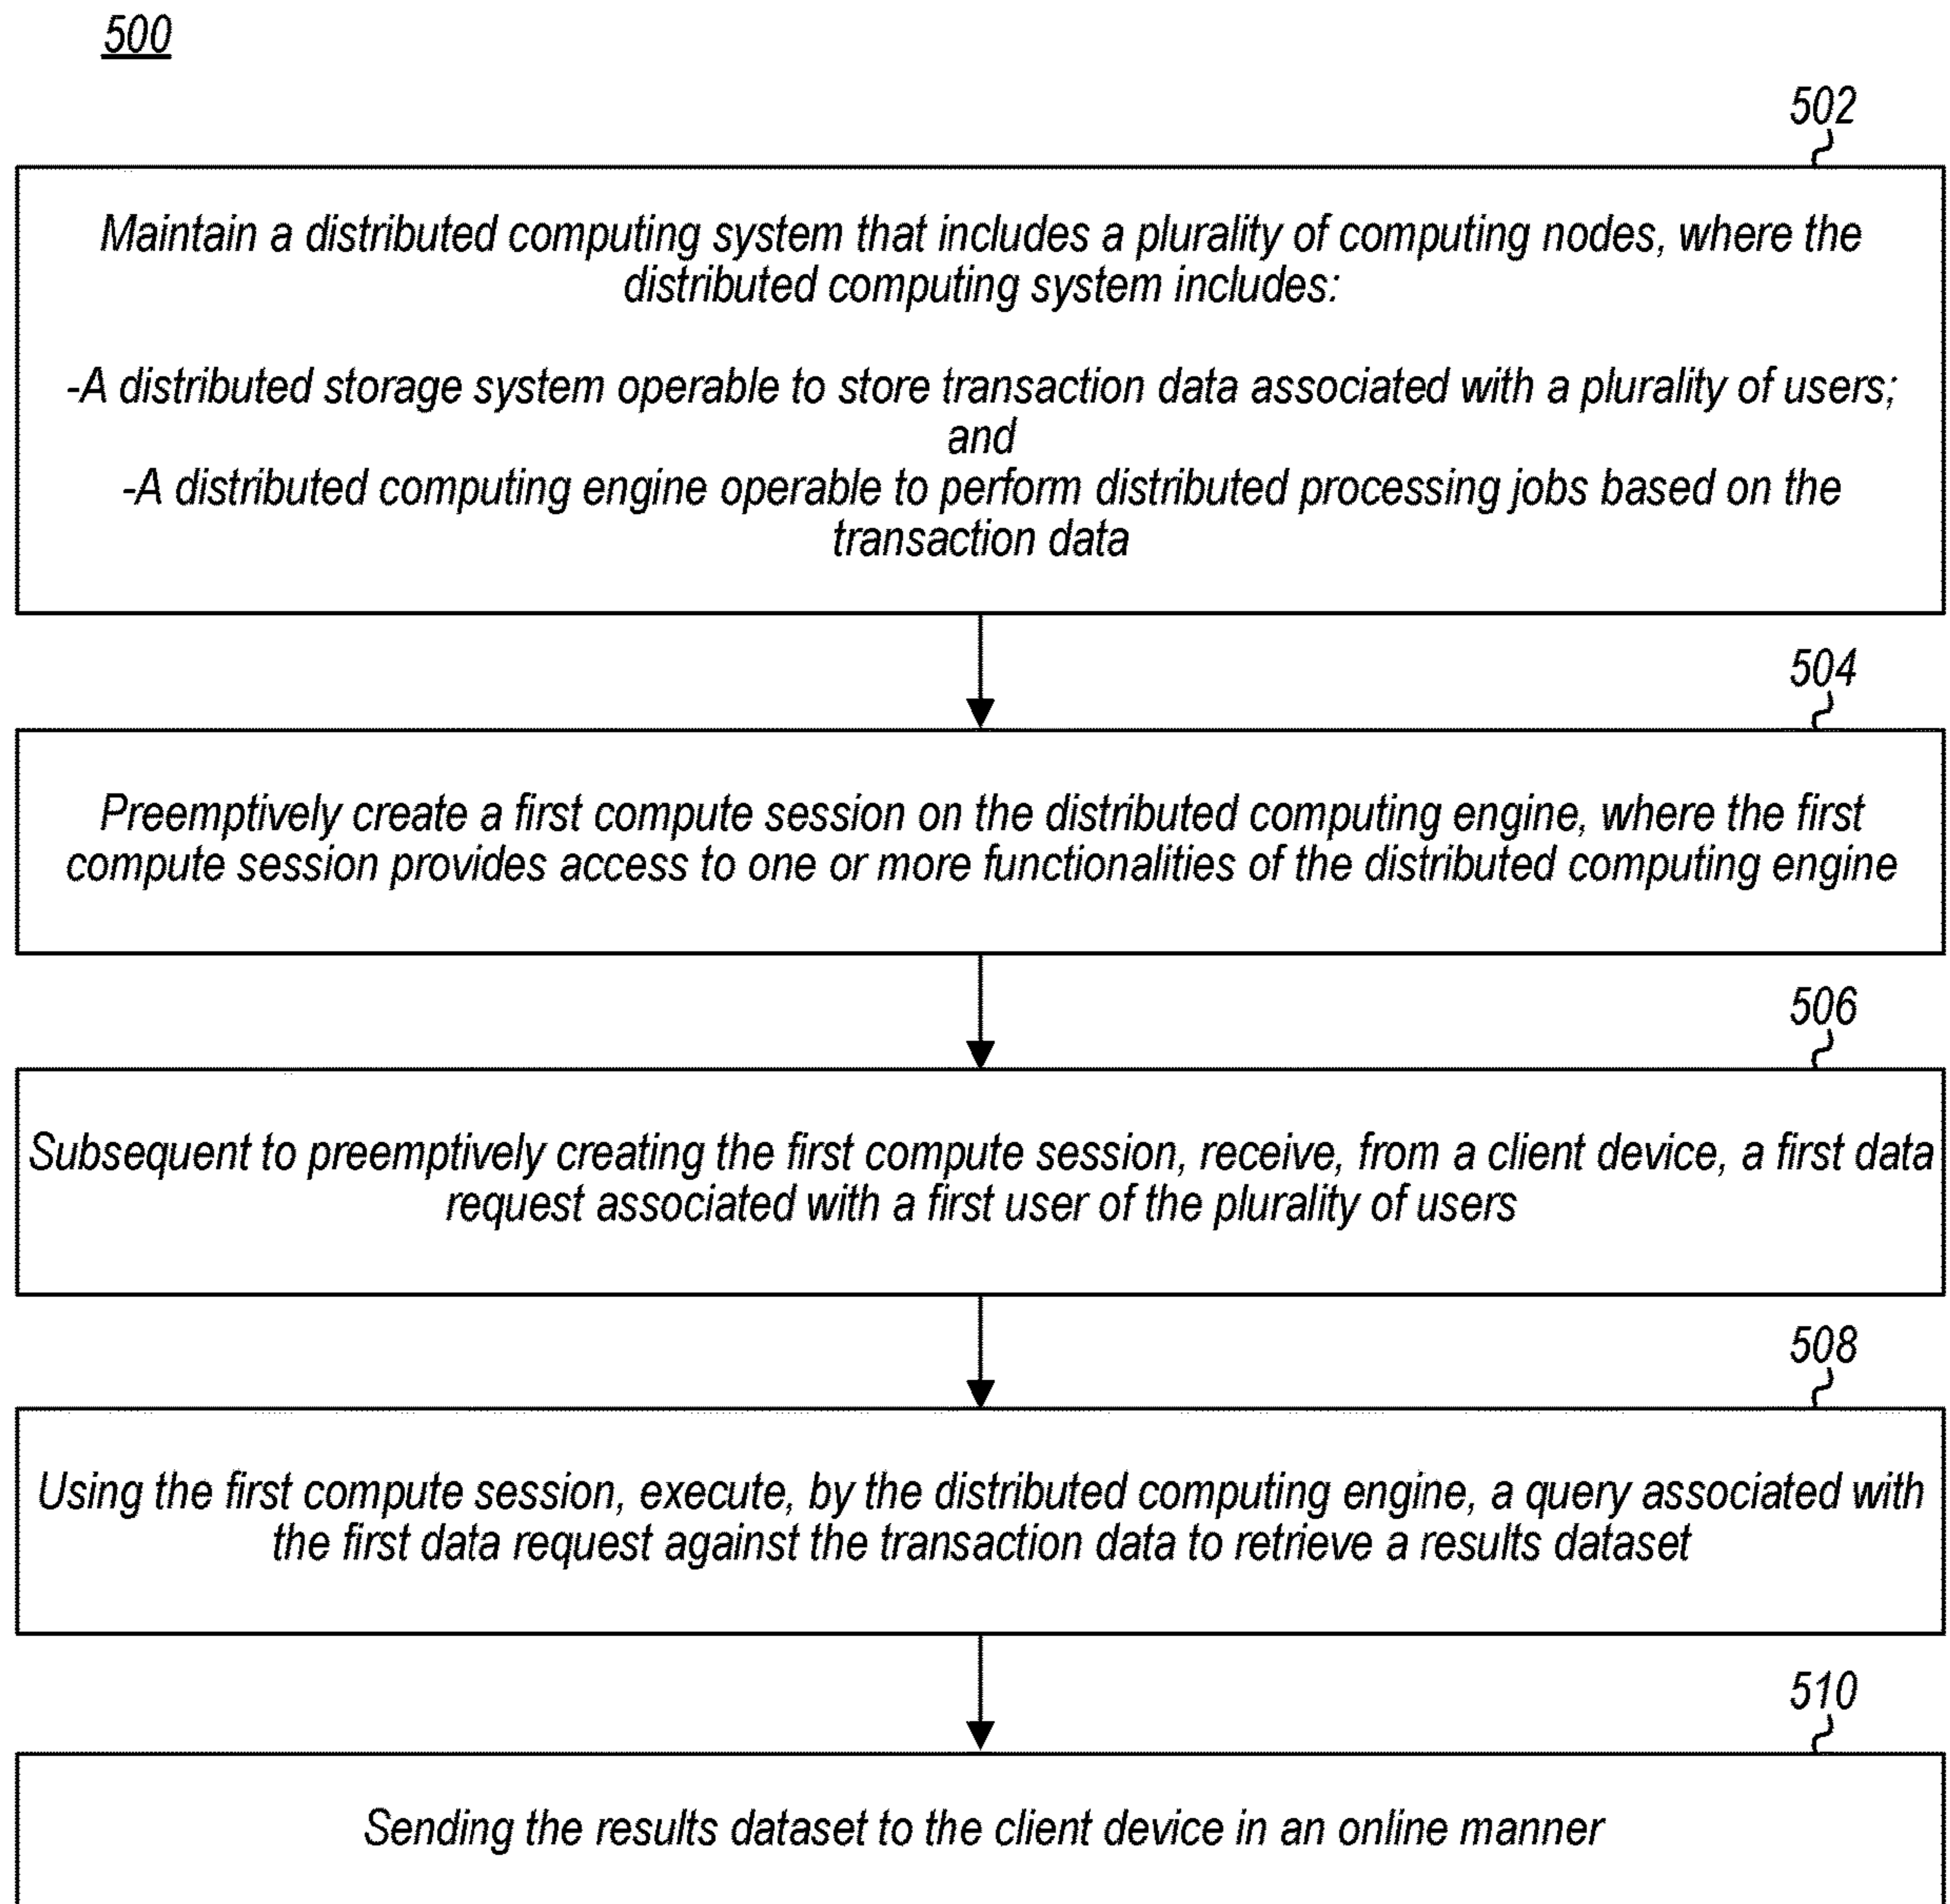 500
502
Maintain a distributed computing system that includes a plurality of computing nodes, where the
distributed computing system includes:
-A distributed storage system operable to store transaction data associated with a plurality of users;
and
-A distributed computing engine operable to perform distributed processing jobs based on the
transaction data
504
Preemptively create a first compute session on the distributed computing engine, where the first
compute session provides access to one or more functionalities of the distributed computing engine
506
Subsequent to preemptively creating the first compute session, receive, from a client device, a first data
request associated with a first user of the plurality of users
508
Using the first compute session, execute, by the distributed computing engine, a query associated with
the first data request against the transaction data to retrieve a results dataset
510
Sending the results dataset to the client device in an online manner